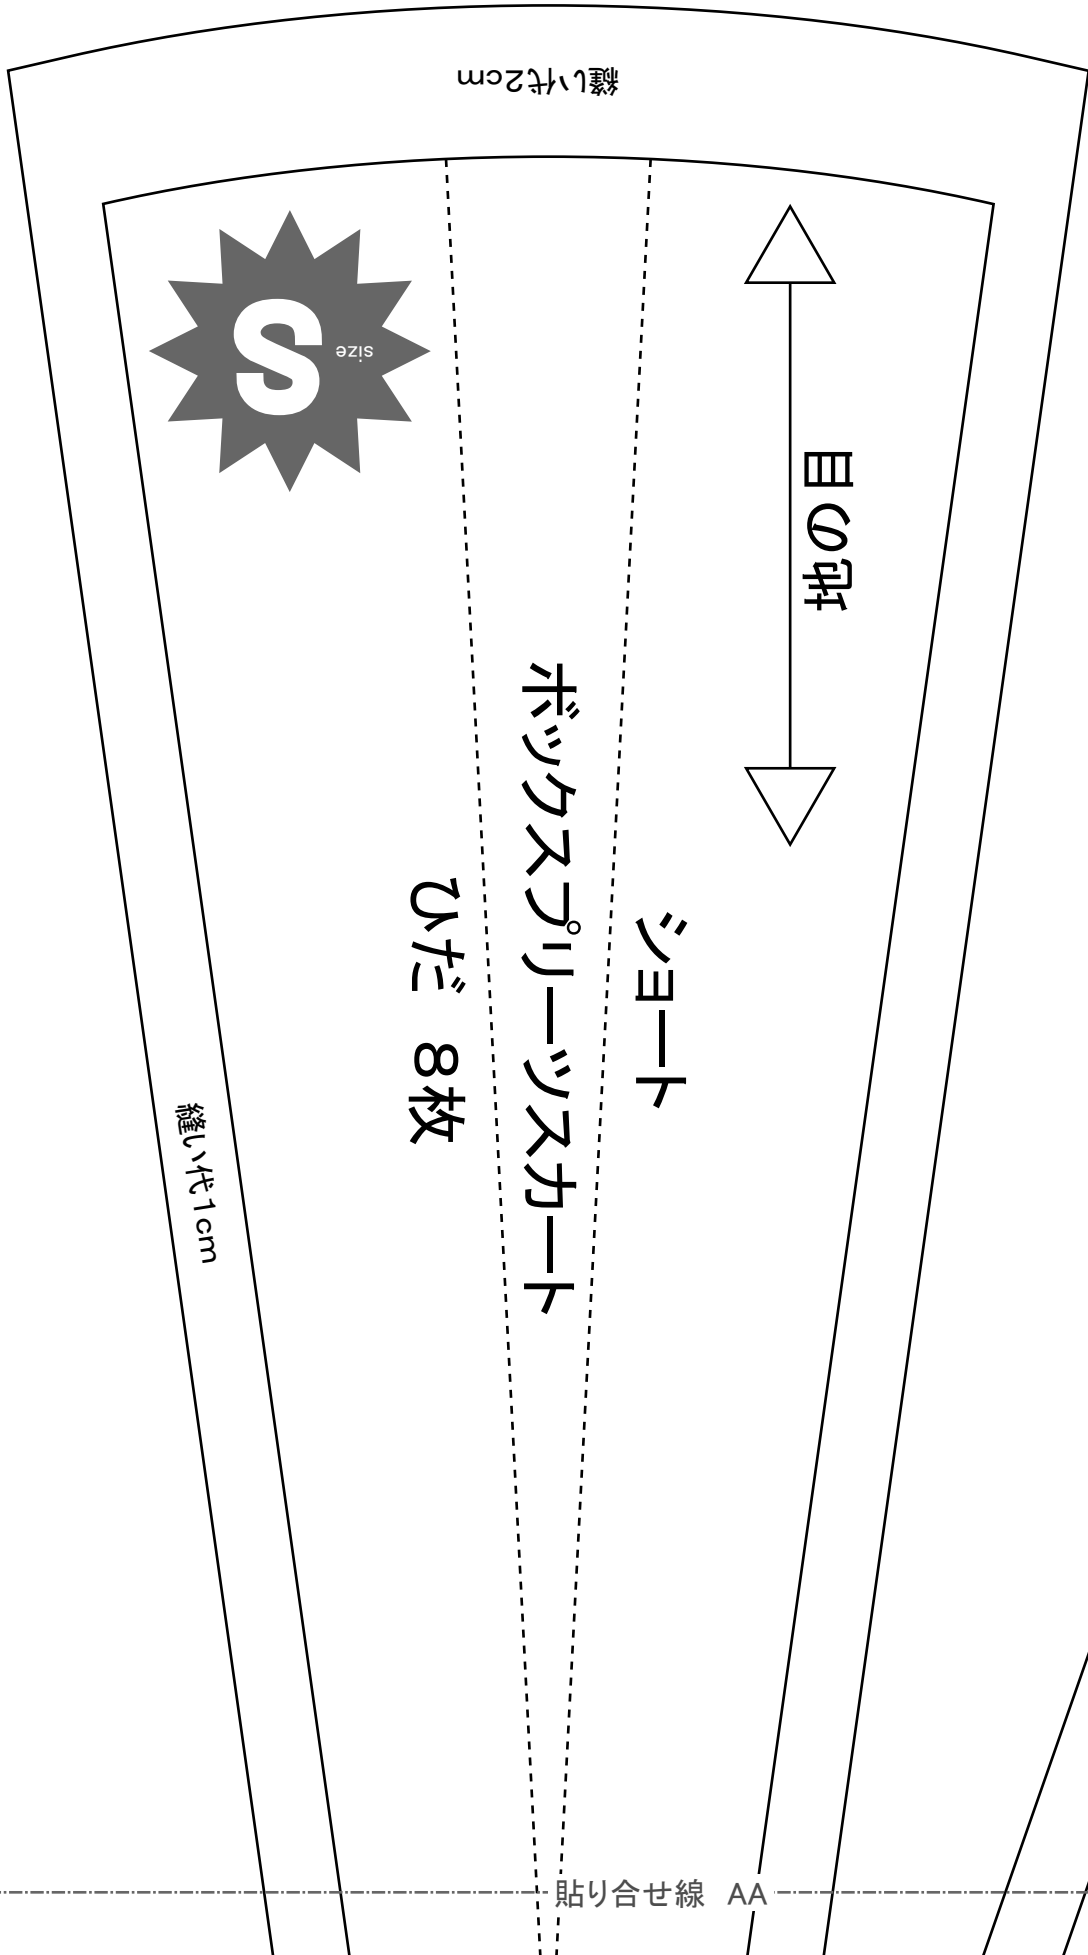 縫い代2cm
S size
地の目
ショート
ボックスプリーツスカート
ひだ 8枚
縫い代1cm
貼り合せ線 AA